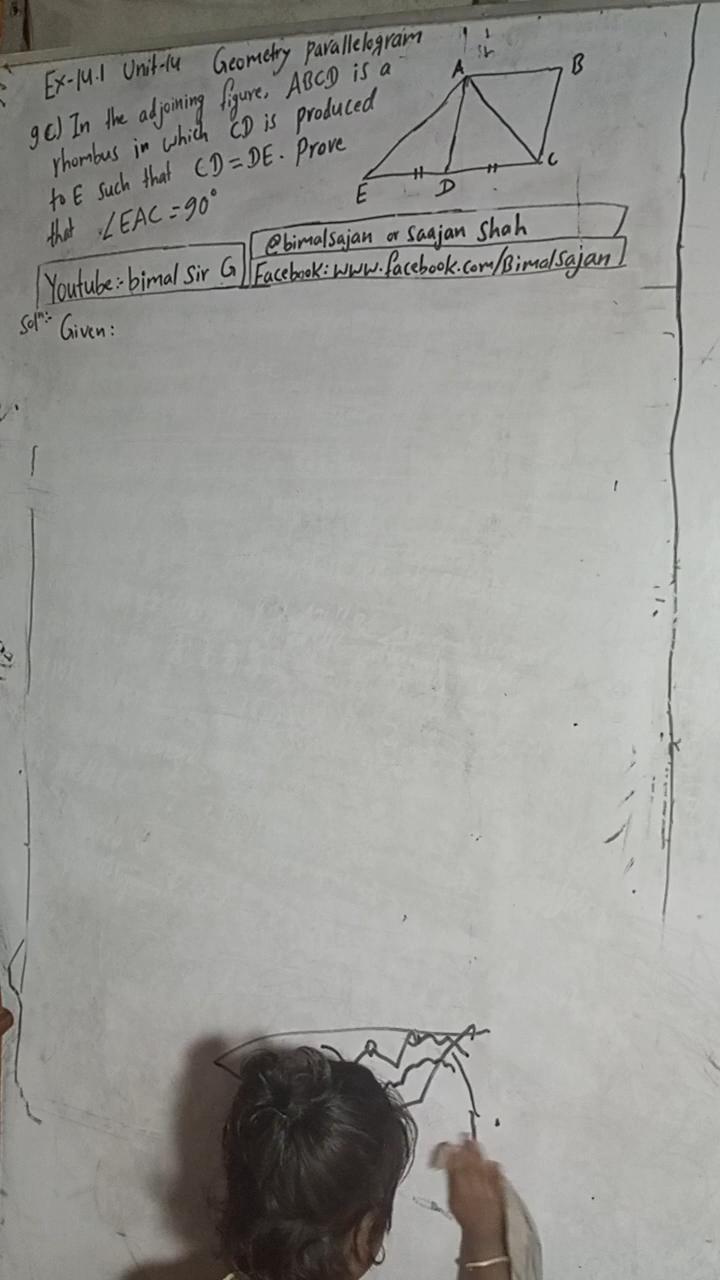 Ex-14.1 Unit-14 Geometry Parallelogram
9c) In the adjoining figure, ABCD is a
rhombus in which CD is produced
to E such that CD=DE. Prove
that ∠EAC=90°
A
B
C
D
E
Youtube:- bimal Sir G
@bimalsajan or Saajan Shah
Facebook: www.facebook.com/Bimalsajan
Solⁿ:- Given: